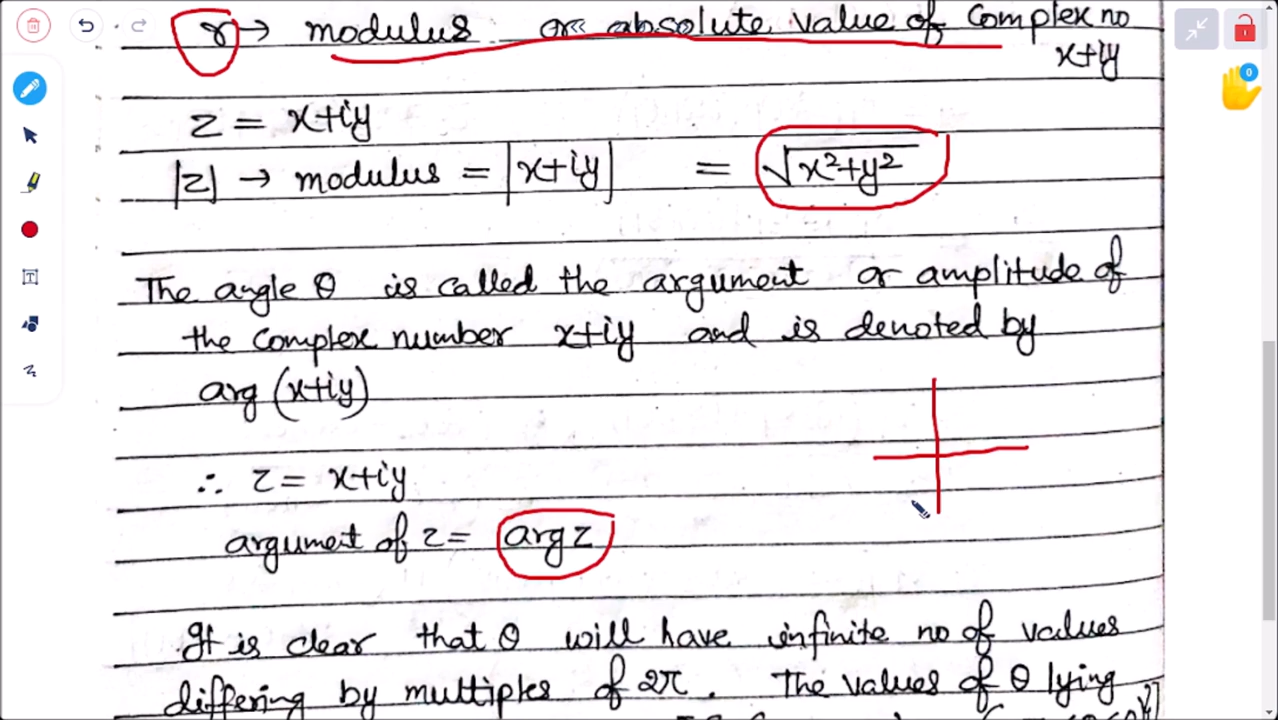 r → modulus or absolute value of complex no
x+iy
z = x+iy
|z| → modulus = |x+iy| = √x²+y²
The angle θ is called the argument or amplitude of
the complex number x+iy and is denoted by
arg (x+iy)
∴ z = x+iy
argument of z = arg z
It is clear that θ will have infinite no of values
differing by multiples of 2π. The values of θ lying